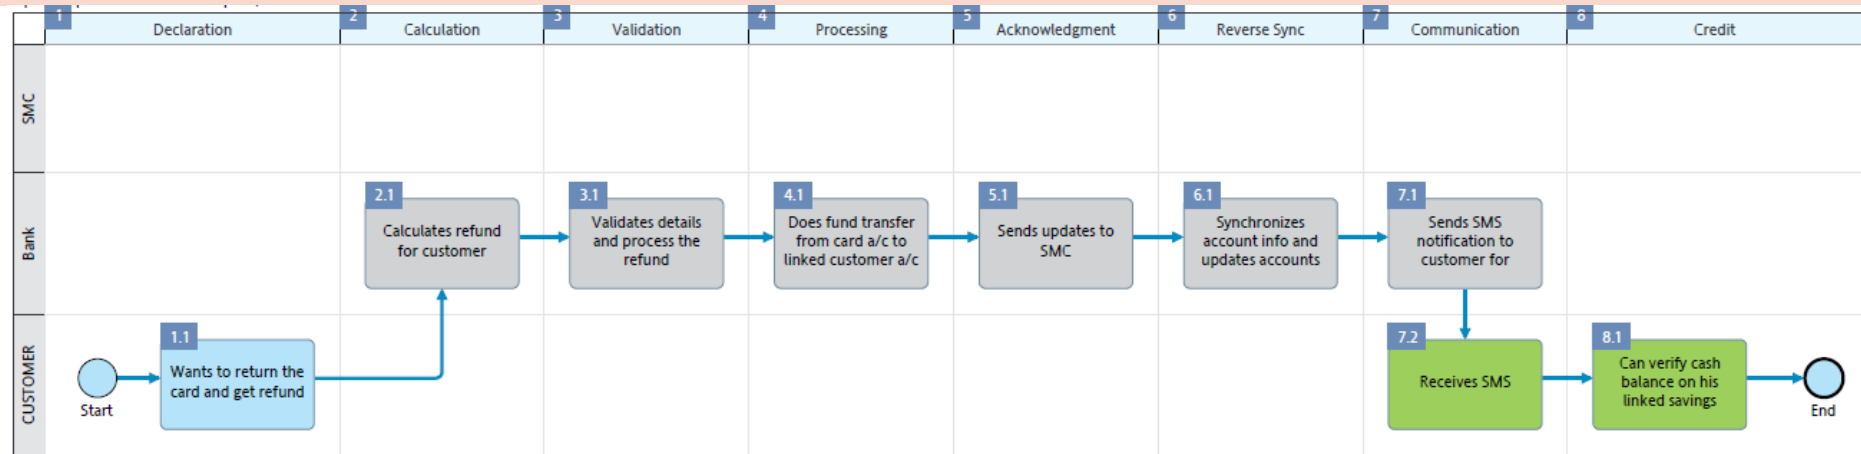 1 Declaration
2 Calculation
3 Validation
4 Processing
5 Acknowledgment
6 Reverse Sync
7 Communication
8 Credit
SMC
Bank
2.1
Calculates refund
for customer
3.1
Validates details
and process the
refund
4.1
Does fund transfer
from card a/c to
linked customer a/c
5.1
Sends updates to
SMC
6.1
Synchronizes
account info and
updates accounts
7.1
Sends SMS
notification to
customer for
CUSTOMER
Start
1.1
Wants to return the
card and get refund
7.2
Receives SMS
8.1
Can verify cash
balance on his
linked savings
End